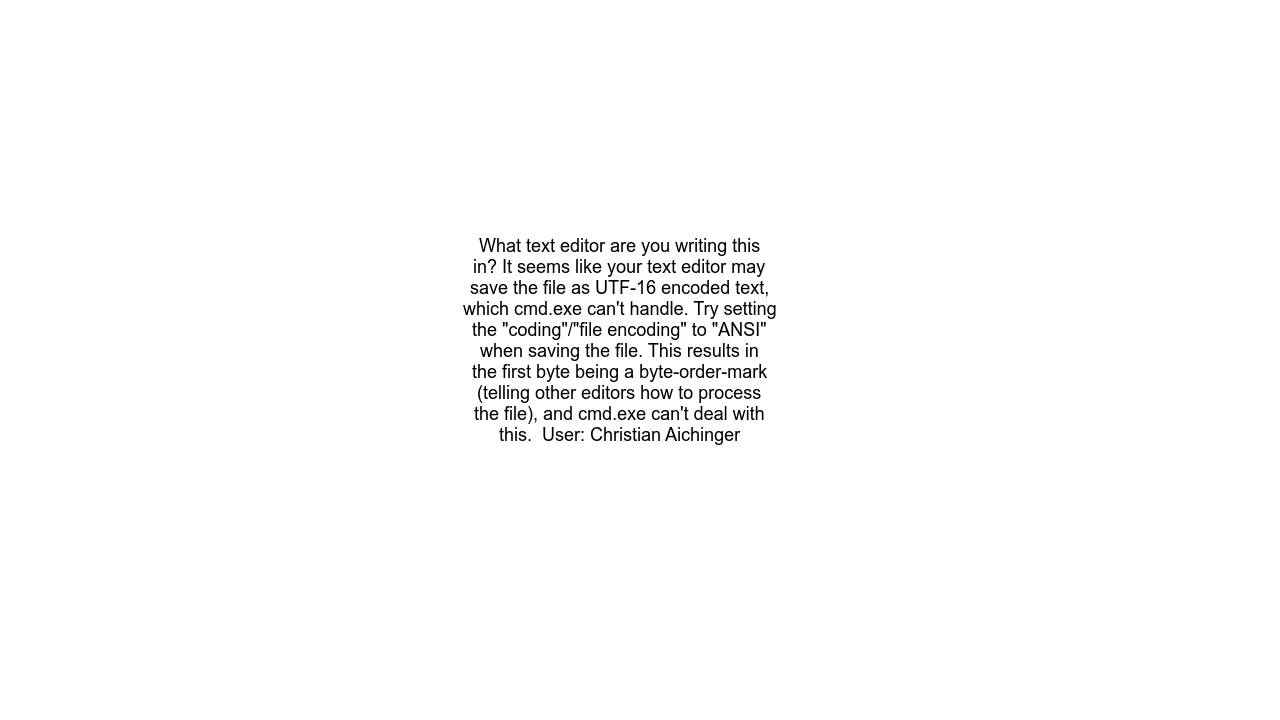 What text editor are you writing this
in? It seems like your text editor may
save the file as UTF-16 encoded text,
which cmd.exe can't handle. Try setting
the "coding"/"file encoding" to "ANSI"
when saving the file. This results in
the first byte being a byte-order-mark
(telling other editors how to process
the file), and cmd.exe can't deal with
this.  User: Christian Aichinger